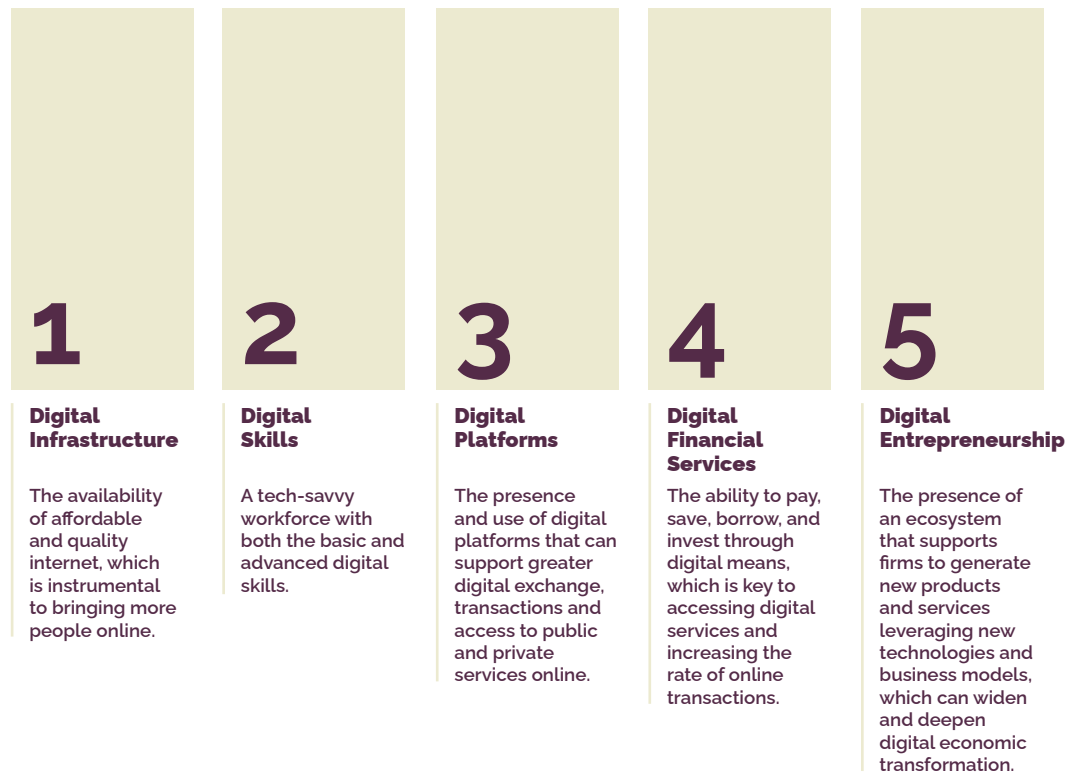 1
Digital
Infrastructure
The availability
of affordable
and quality
internet, which
is instrumental
to bringing more
people online.
2
Digital
Skills
A tech-savvy
workforce with
both the basic and
advanced digital
skills.
3
Digital
Platforms
The presence
and use of digital
platforms that can
support greater
digital exchange,
transactions and
access to public
and private
services online.
4
Digital
Financial
Services
The ability to pay,
save, borrow, and
invest through
digital means,
which is key to
accessing digital
services and
increasing the
rate of online
transactions.
5
Digital
Entrepreneurship
The presence of
an ecosystem
that supports
firms to generate
new products
and services
leveraging new
technologies and
business models,
which can widen
and deepen
digital economic
transformation.